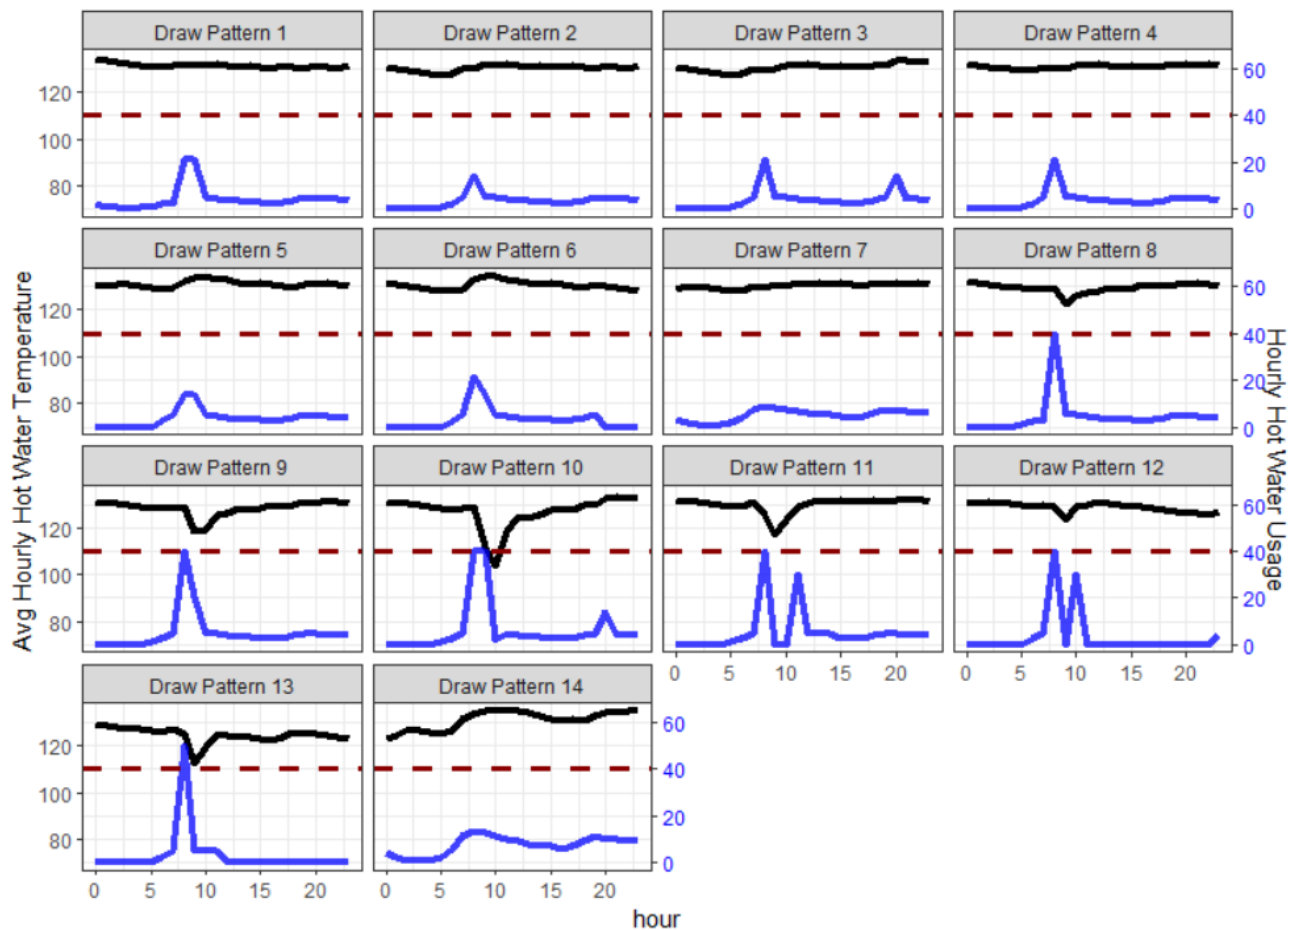 Draw Pattern 1 Draw Pattern 2 Draw Pattern 3 Draw Pattern 4
120 60
100 40
80 20
0
Draw Pattern 5 Draw Pattern 6 Draw Pattern 7 Draw Pattern 8
120 60
100 40
80 20
0
Avg Hourly Hot Water Temperature
Hourly Hot Water Usage
Draw Pattern 9 Draw Pattern 10 Draw Pattern 11 Draw Pattern 12
120 60
100 40
80 20
0
0 5 10 15 20 0 5 10 15 20
Draw Pattern 13 Draw Pattern 14
120 60
100 40
80 20
0
0 5 10 15 20 0 5 10 15 20
hour